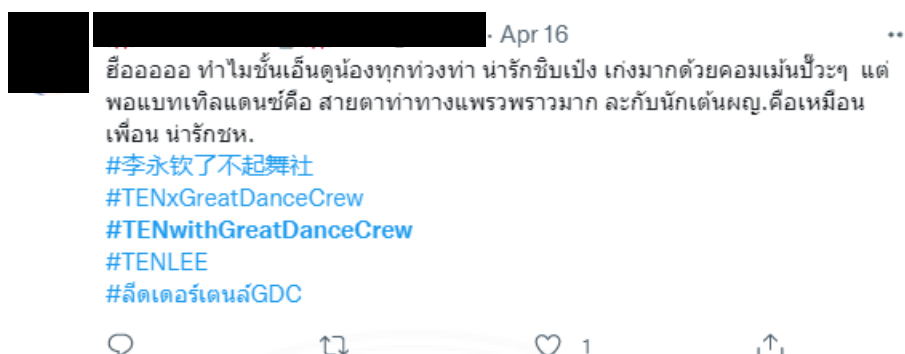 · Apr 16
ฮือออออ ทำไมชั้นเอ็นดูน้องทุกท่วงท่า น่ารักชิบเป๋ง เก่งมากด้วยคอมเม้นปั๊วะๆ แต่
พอแบทเทิลแดนซ์คือ สายตาท่าทางแพรวพราวมาก ละกับนักเต้นผญ.คือเหมือน
เพื่อน น่ารักชห.
#李永钦了不起舞社
#TENxGreatDanceCrew
#TENwithGreatDanceCrew
#TENLEE
#ลีดเดอร์เตนล์GDC
1